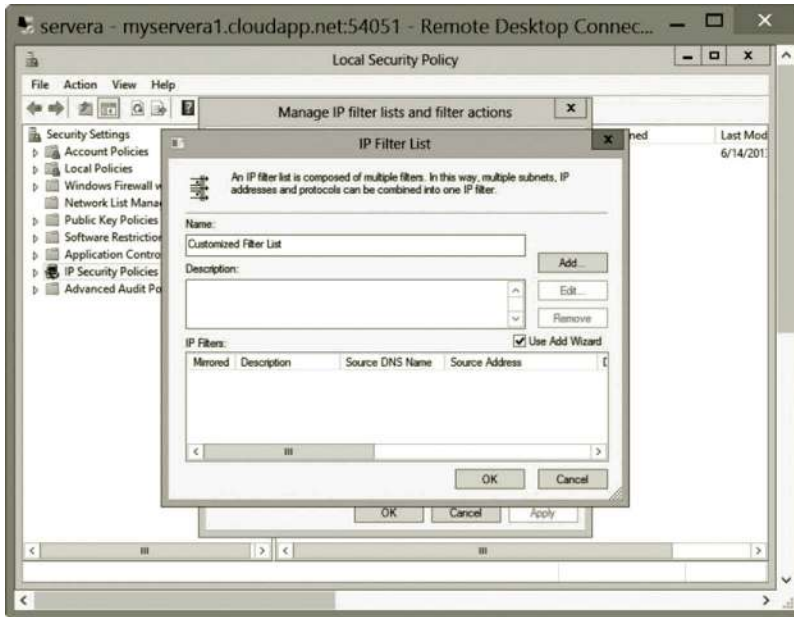 servera - myservera1.cloudapp.net:54051 - Remote Desktop Connec...
Local Security Policy
File Action View Help
Manage IP filter lists and filter actions
Security Settings
Account Policies
Local Policies
Windows Firewall w
Network List Mana
Public Key Policies
Software Restriction
Application Contro
IP Security Policies
Advanced Audit Po
ned
Last Mod
6/14/201
IP Filter List
An IP filter list is composed of multiple filters. In this way, multiple subnets, IP
addresses and protocols can be combined into one IP filter.
Name:
Customized Filter List
Add...
Description:
Edit...
Remove
IP Filters:
Use Add Wizard
Mirrored Description Source DNS Name Source Address
OK Cancel
OK Cancel Apply